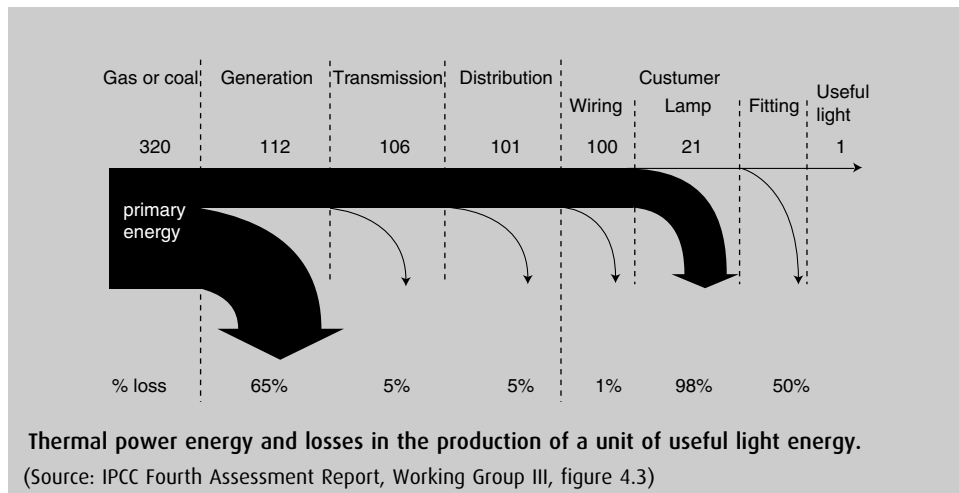 Gas or coal Generation Transmission Distribution Custumer
Wiring Lamp Fitting Useful light
320 112 106 101 100 21 1
primary
energy
% loss 65% 5% 5% 1% 98% 50%
Thermal power energy and losses in the production of a unit of useful light energy.
(Source: IPCC Fourth Assessment Report, Working Group III, figure 4.3)